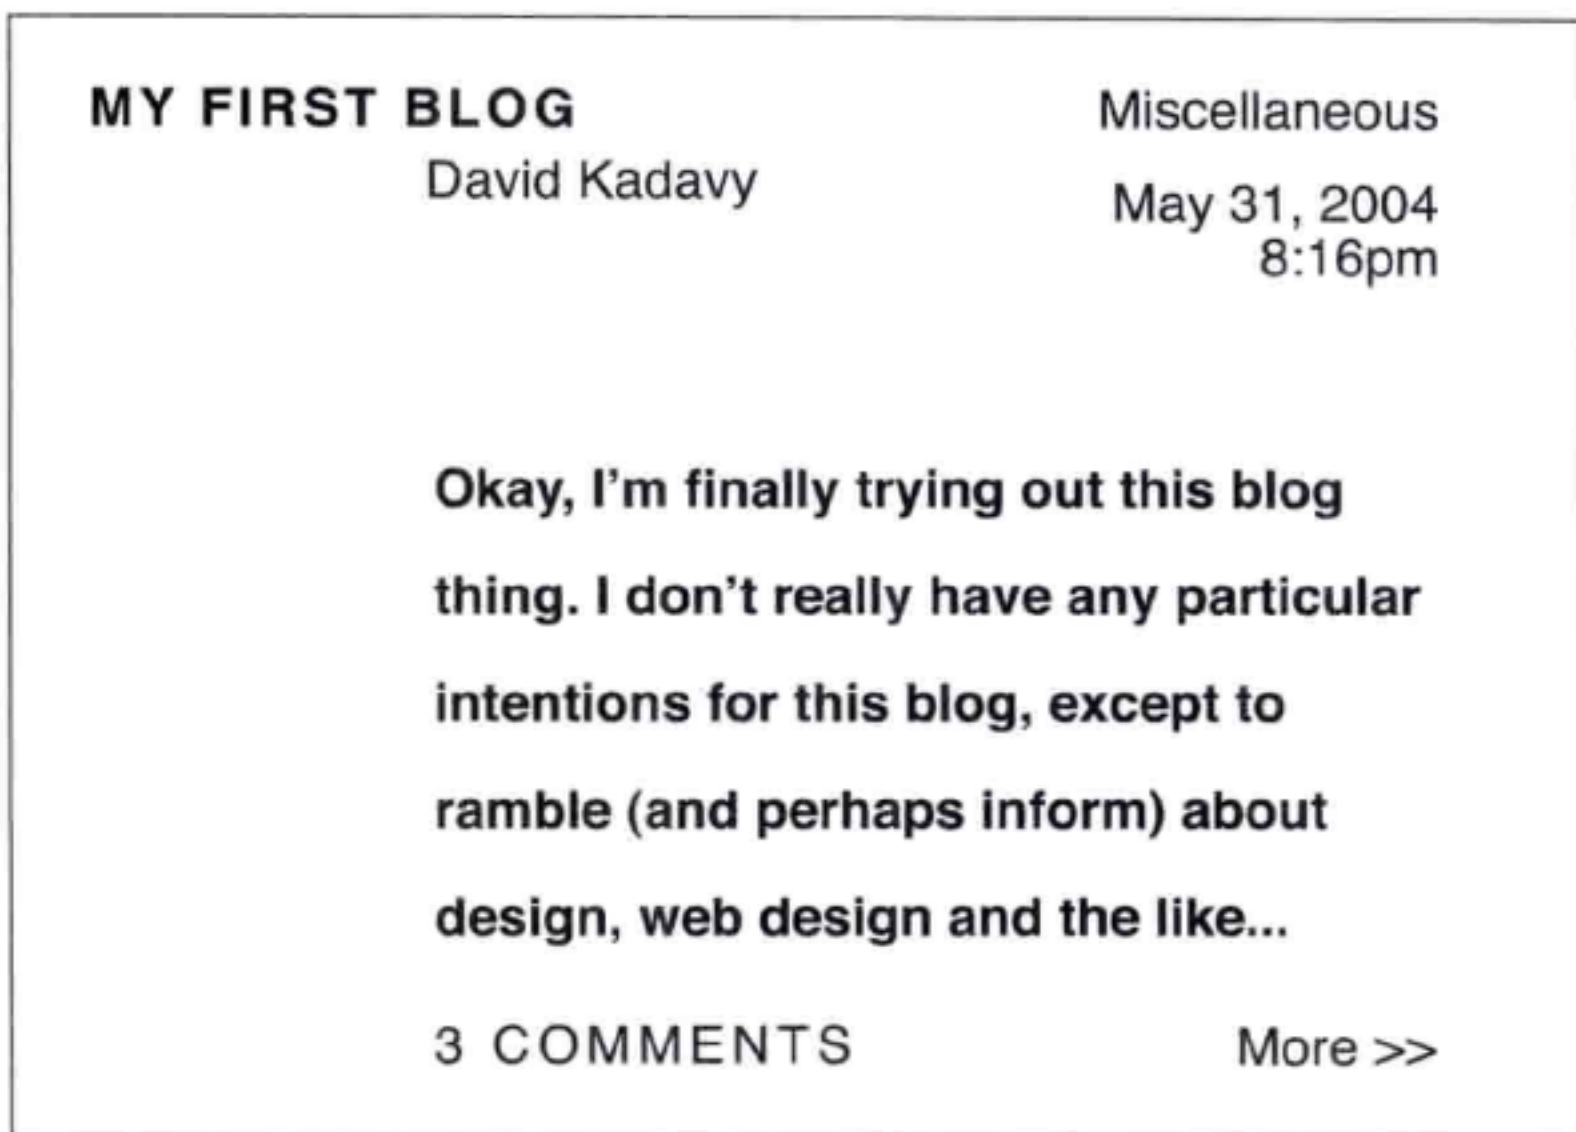 MY FIRST BLOG
David Kadavy
Miscellaneous
May 31, 2004
8:16pm
Okay, I'm finally trying out this blog
thing. I don't really have any particular
intentions for this blog, except to
ramble (and perhaps inform) about
design, web design and the like...
3 COMMENTS
More >>